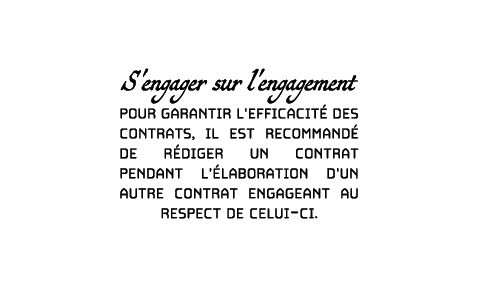 S'engager sur l'engagement
POUR GARANTIR L'EFFICACITÉ DES
CONTRATS, IL EST RECOMMANDÉ
DE RÉDIGER UN CONTRAT
PENDANT L'ÉLABORATION D'UN
AUTRE CONTRAT ENGAGEANT AU
RESPECT DE CELUI-CI.